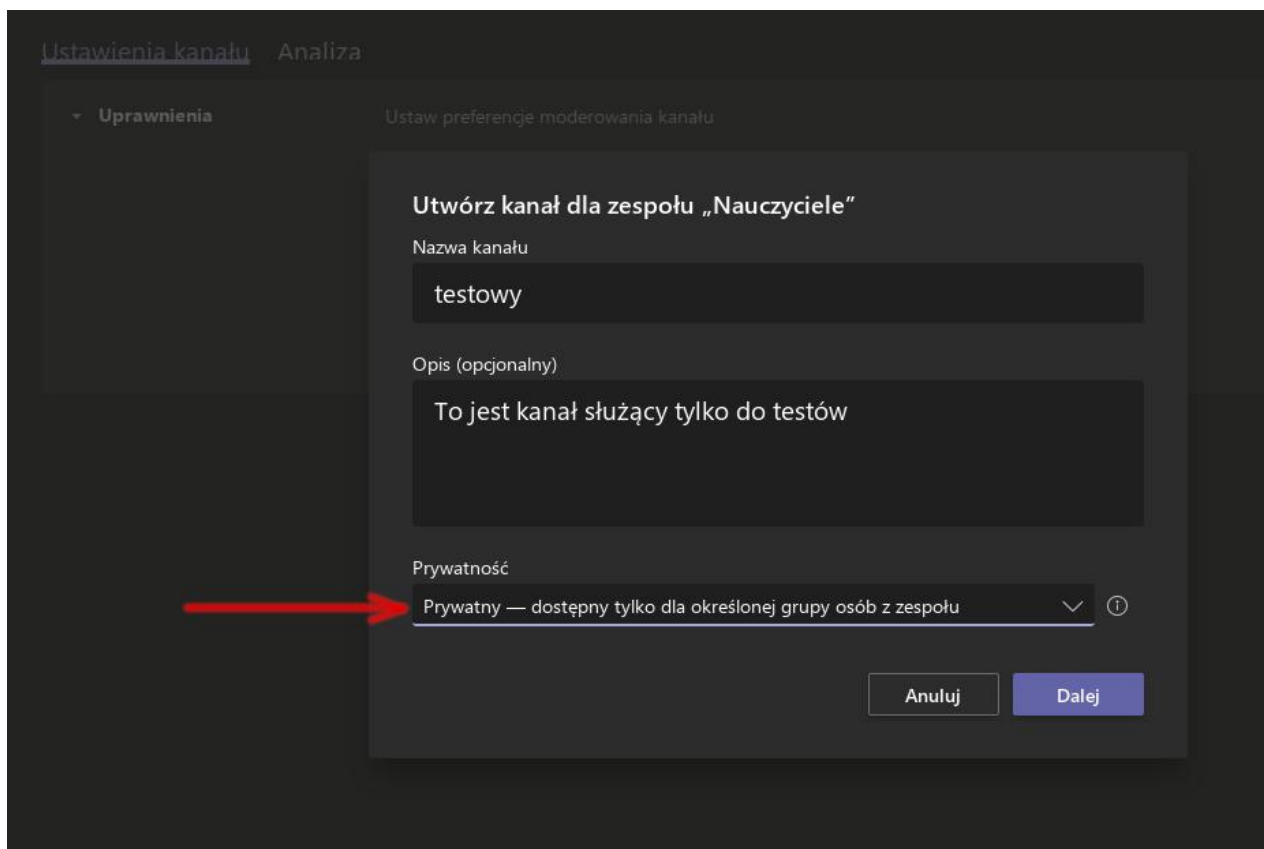 Ustawienia kanału Analiza
Uprawnienia Ustaw preferencje moderowania kanału
Utwórz kanał dla zespołu „Nauczyciele”
Nazwa kanału
testowy
Opis (opcjonalny)
To jest kanał służący tylko do testów
Prywatność
Prywatny — dostępny tylko dla określonej grupy osób z zespołu
Anuluj Dalej